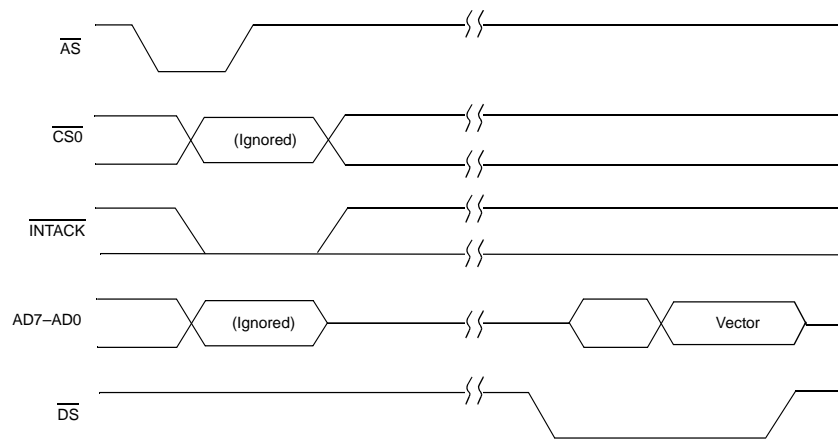 AS
CS0
(Ignored)
INTACK
AD7–AD0
(Ignored)
Vector
DS